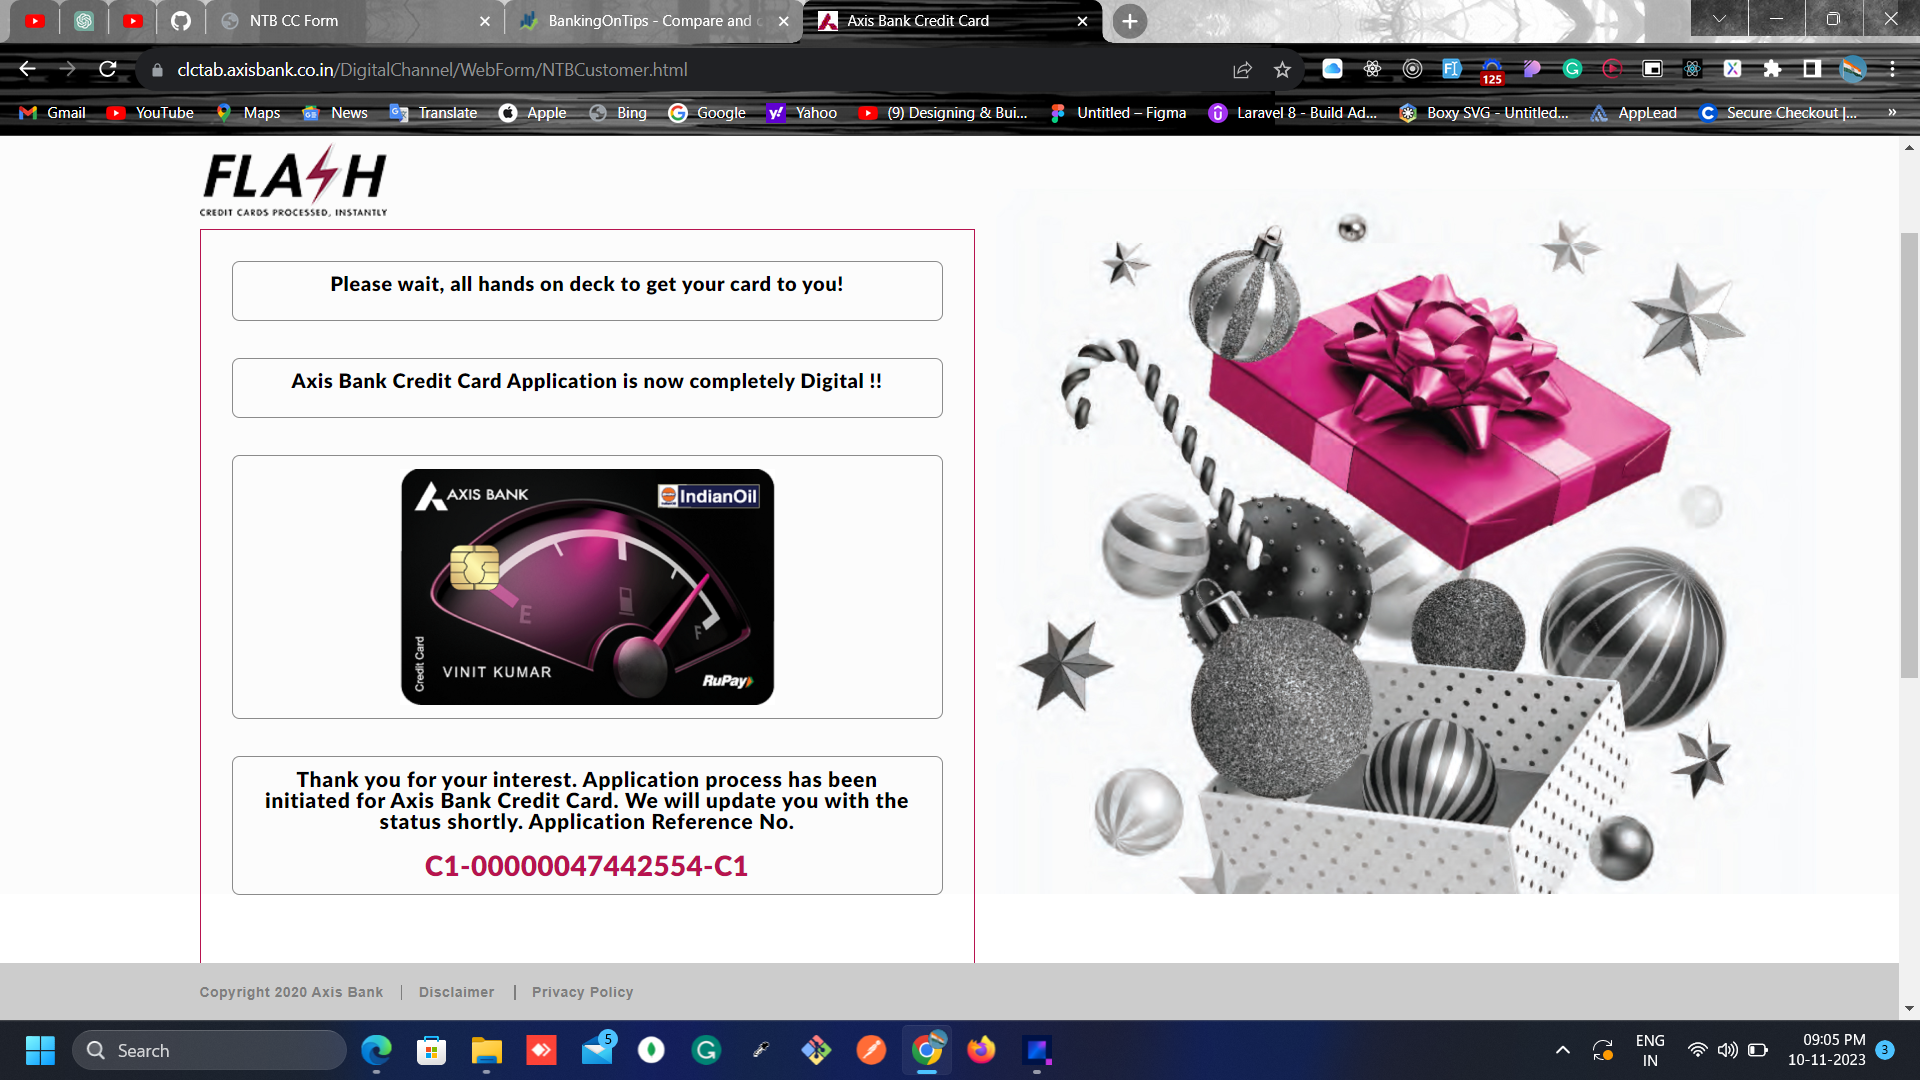 NTB CC Form
BankingOnTips - Compare and
Axis Bank Credit Card
clctab.axisbank.co.in/DigitalChannel/WebForm/NTBCustomer.html
125
Gmail
YouTube
Maps
News
Translate
Apple
Bing
Google
Yahoo
(9) Designing & Bui...
Untitled – Figma
Laravel 8 - Build Ad...
Boxy SVG - Untitled...
AppLead
Secure Checkout |...
»
FLASH
CREDIT CARDS PROCESSED, INSTANTLY
Please wait, all hands on deck to get your card to you!
Axis Bank Credit Card Application is now completely Digital !!
AXIS BANK
IndianOil
E
F
Credit Card
VINIT KUMAR
RuPay
Thank you for your interest. Application process has been
initiated for Axis Bank Credit Card. We will update you with the
status shortly. Application Reference No.
C1-00000047442554-C1
Copyright 2020 Axis Bank | Disclaimer | Privacy Policy
Search
5
ENG
IN
09:05 PM
10-11-2023
3